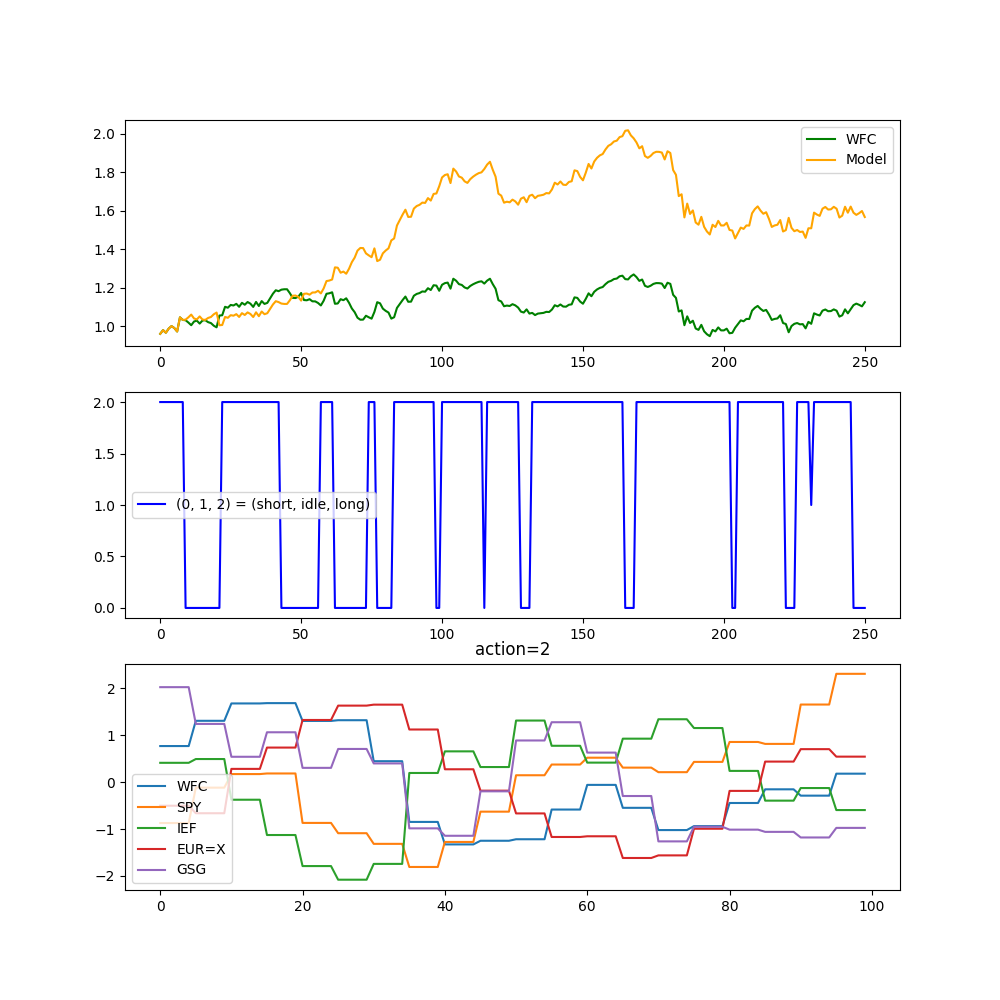 2.0
1.8
1.6
1.4
1.2
1.0
WFC
Model
0 50 100 150 200 250
2.0
1.5
1.0
0.5
0.0
(0, 1, 2) = (short, idle, long)
0 50 100 150 200 250
action=2
2
1
0
−1
−2
WFC
SPY
IEF
EUR=X
GSG
0 20 40 60 80 100